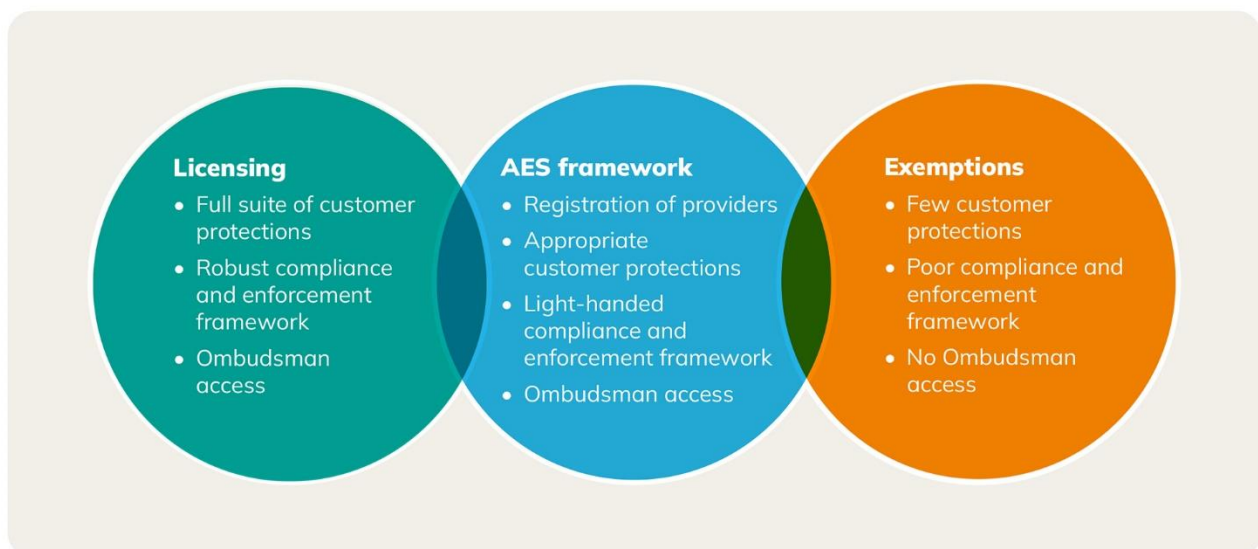 Licensing
• Full suite of customer
protections
• Robust compliance
and enforcement
framework
• Ombudsman
access
AES framework
• Registration of providers
• Appropriate
customer protections
• Light-handed
compliance and
enforcement framework
• Ombudsman access
Exemptions
• Few customer
protections
• Poor compliance and
enforcement
framework
• No Ombudsman
access